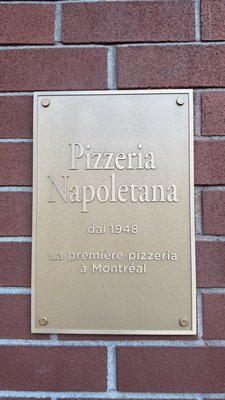 Pizzeria
Napoletana
dal 1948
La première pizzeria
à Montréal